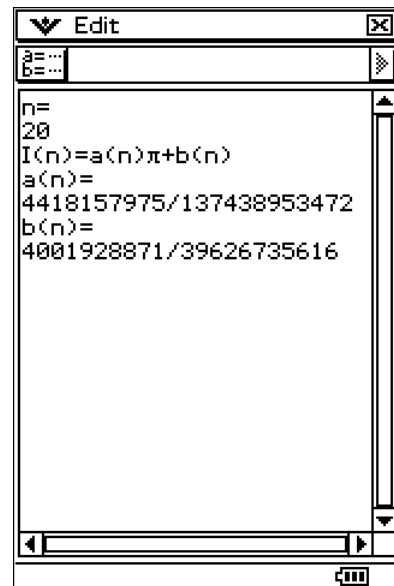 Edit
a=…
b=…
n=
20
I(n)=a(n)π+b(n)
a(n)=
4418157975/137438953472
b(n)=
4001928871/39626735616